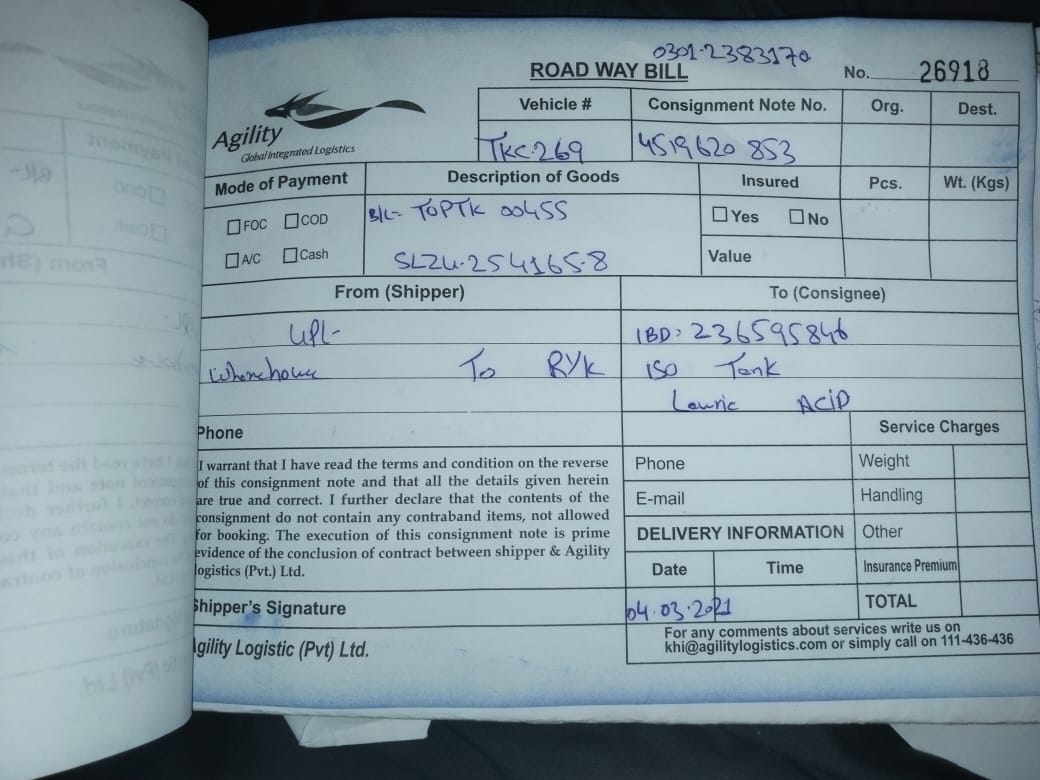 0301-2383170
ROAD WAY BILL
No. 26918
Agility
Global Integrated Logistics
Vehicle # Consignment Note No. Org. Dest.
TKC-269 4519620 853
Mode of Payment Description of Goods Insured Pcs. Wt. (Kgs)
FOC COD B/L- TOPTK 00455 Yes No
A/C Cash SLZU-254165-8 Value
From (Shipper) To (Consignee)
UPL- IBD: 236595846
Wharehouse To RYK ISO Tank
Lauric ACID
Phone Service Charges
I warrant that I have read the terms and condition on the reverse
of this consignment note and that all the details given herein
are true and correct. I further declare that the contents of the
consignment do not contain any contraband items, not allowed
for booking. The execution of this consignment note is prime
evidence of the conclusion of contract between shipper & Agility
ogistics (Pvt.) Ltd.
Phone Weight
E-mail Handling
DELIVERY INFORMATION Other
Date Time Insurance Premium
Shipper's Signature 04.03.2021 TOTAL
gility Logistic (Pvt) Ltd.
For any comments about services write us on
khi@agilitylogistics.com or simply call on 111-436-436